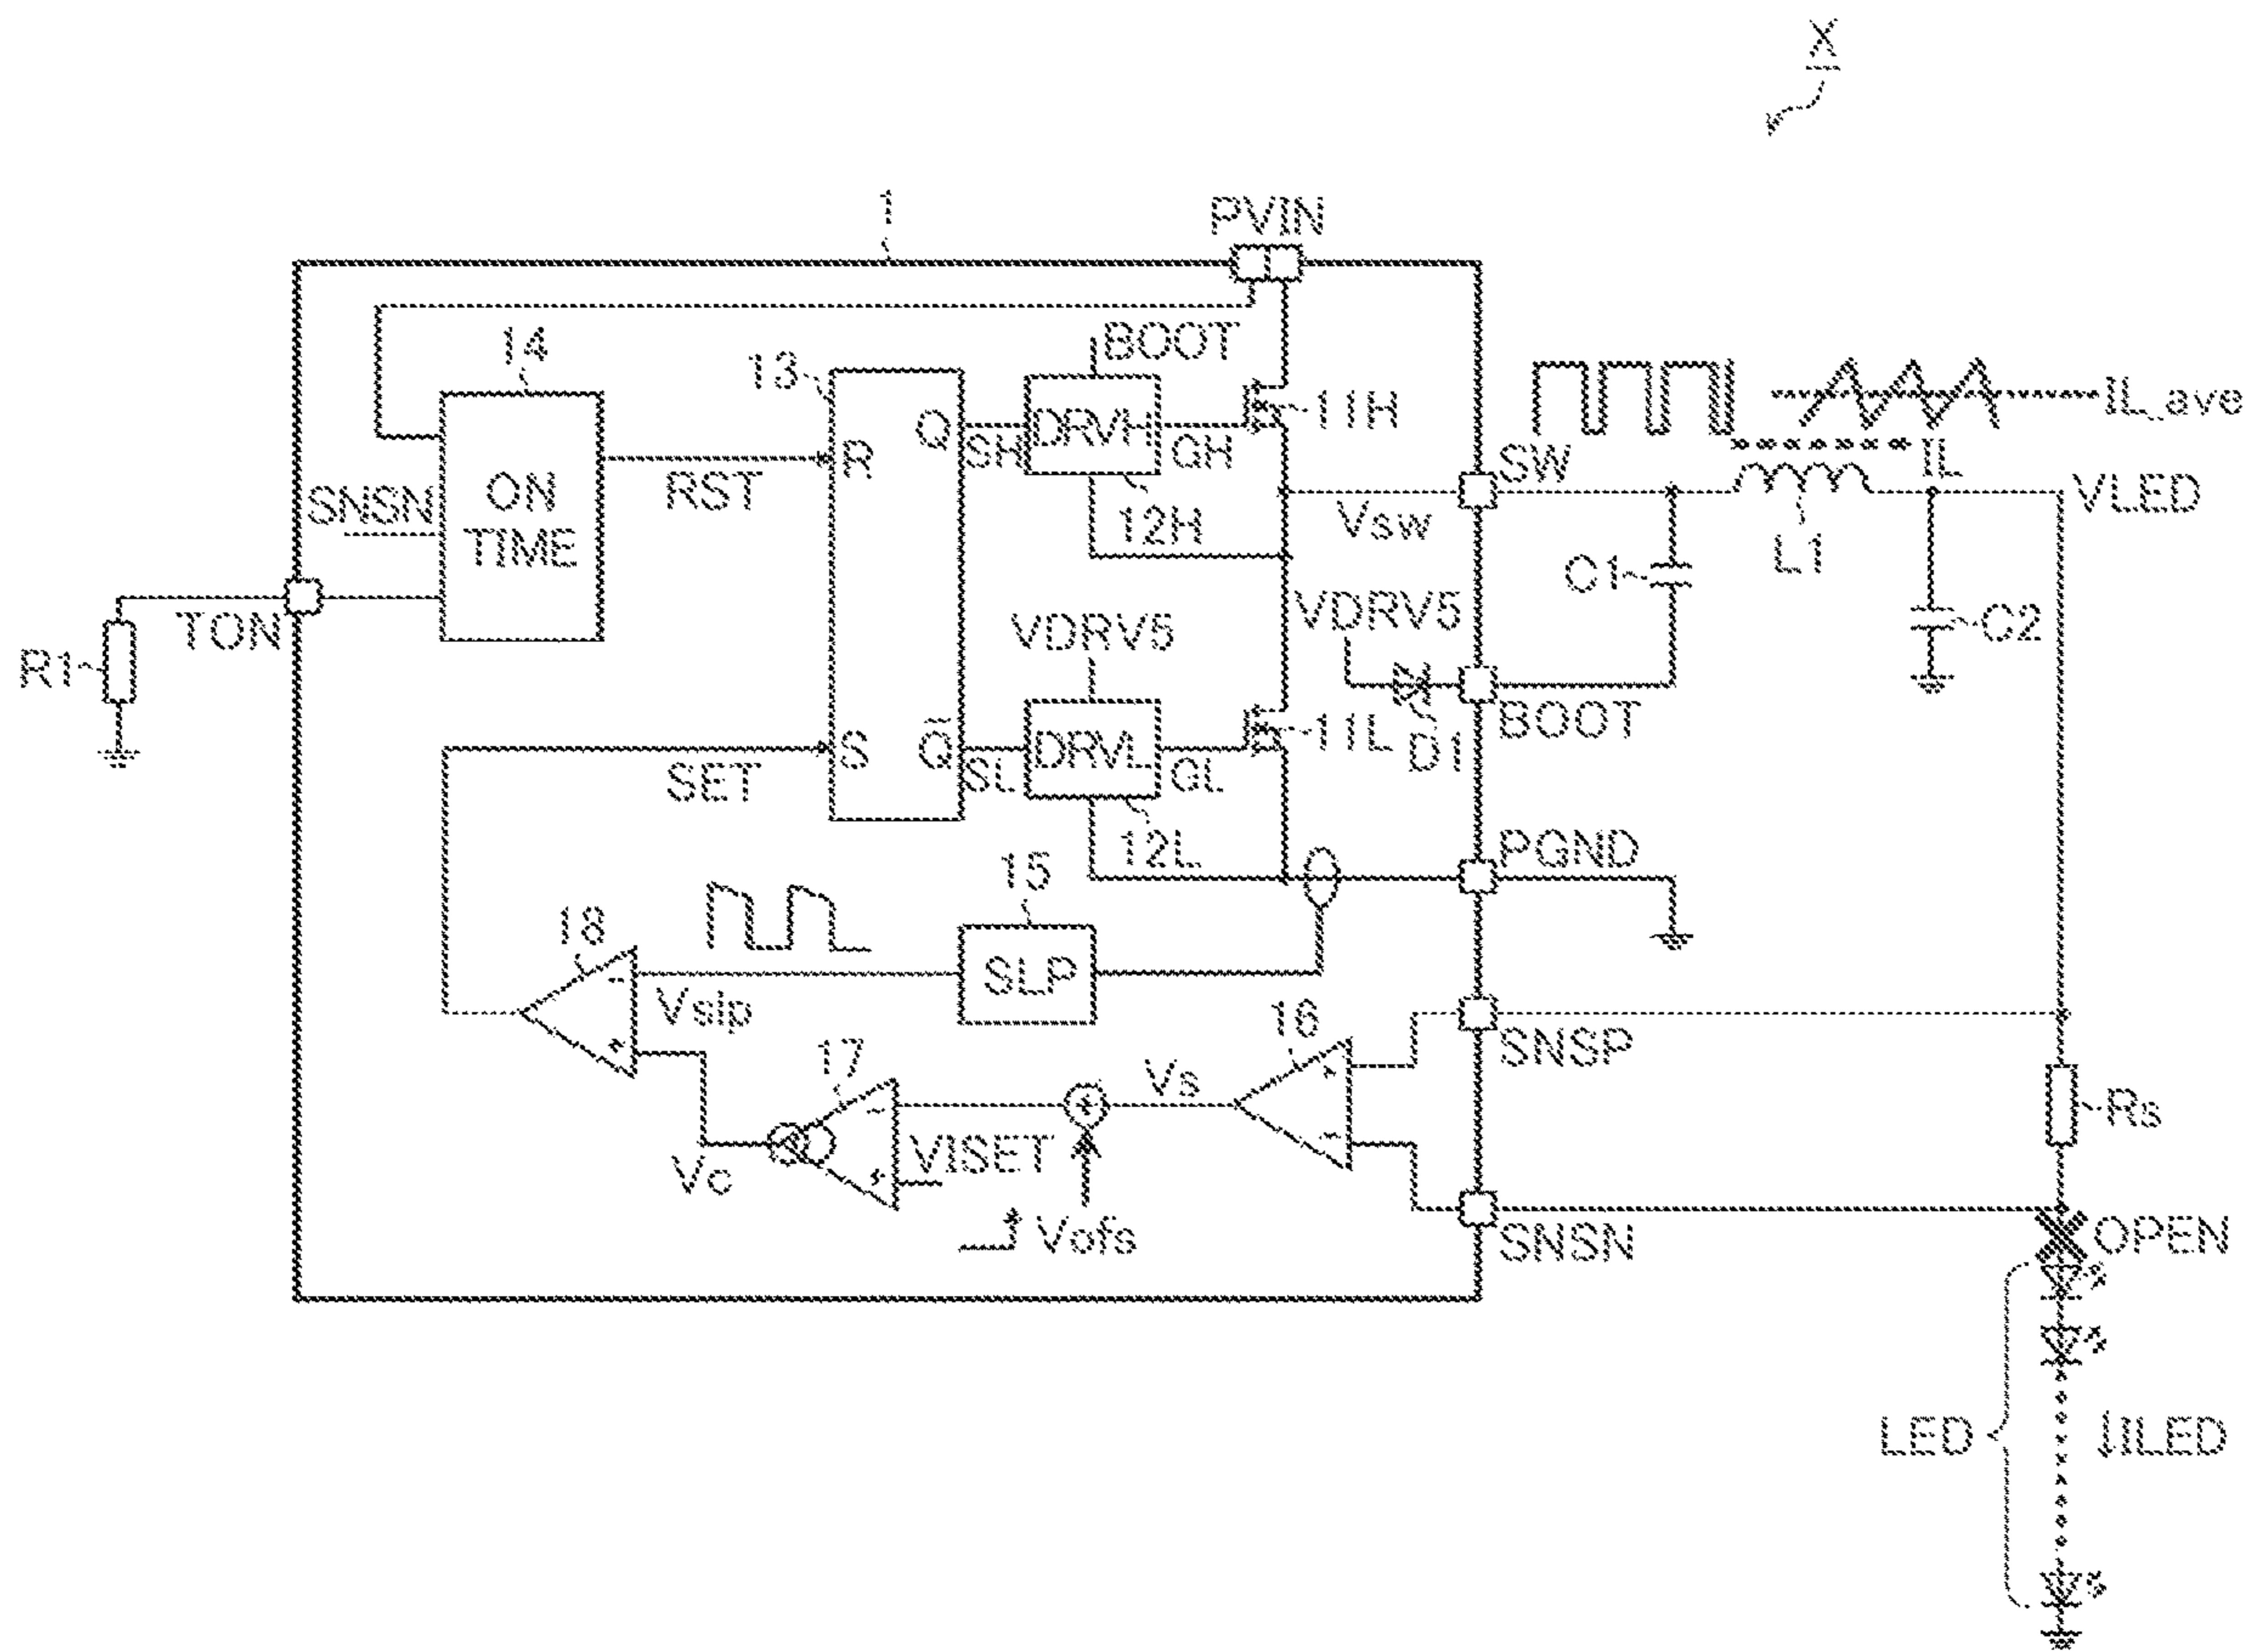 X
1
PVIN
14
13
BOOT
Q
DRVH
11H
IL_ave
SNSN
ON
TIME
RST
R
SH
GH
SW
IL
VLED
12H
Vsw
L1
C1
TON
VDRV5
VDRV5
C2
R1
SET
S
Q
SL
DRVL
GL
11L
D1
BOOT
12L
PGND
15
18
SLP
Vslp
16
SNSP
17
Vs
Rs
VISET
Vc
Vofs
SNSN
OPEN
LED
ILED